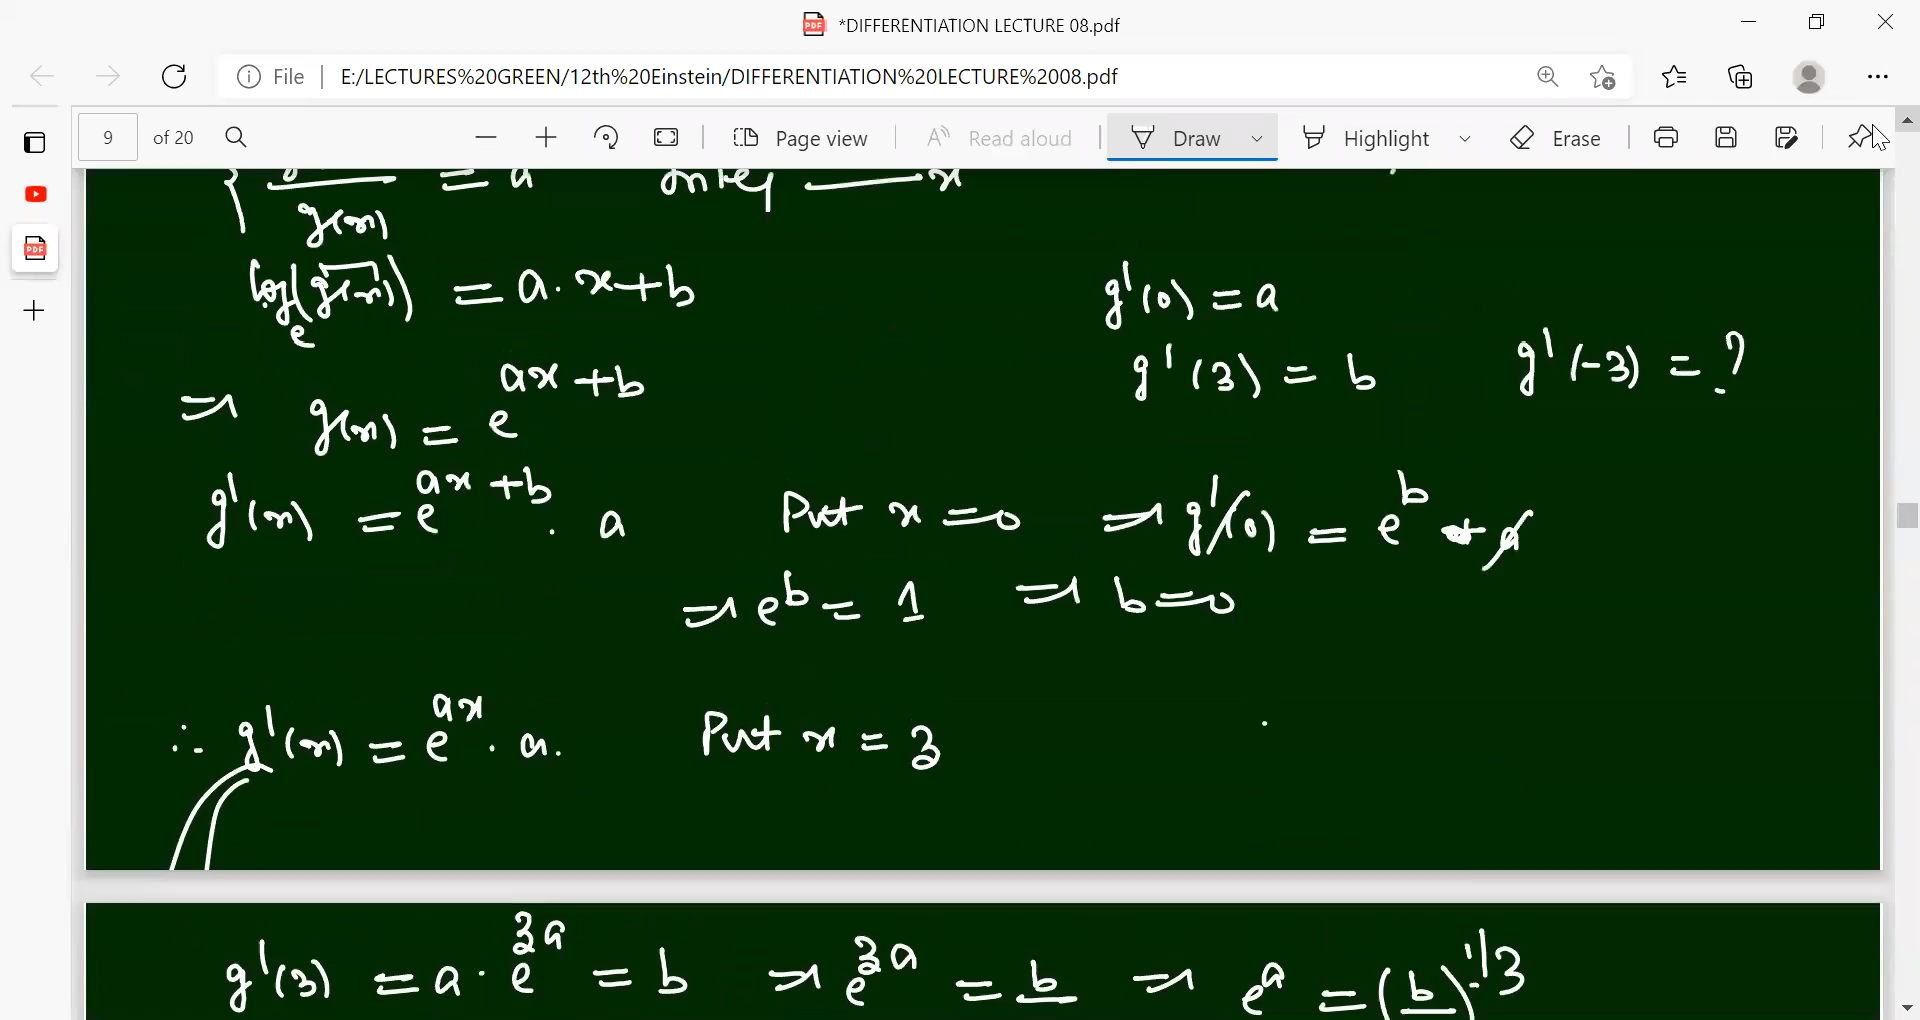 *DIFFERENTIATION LECTURE 08.pdf
File | E:/LECTURES%20GREEN/12th%20Einstein/DIFFERENTIATION%20LECTURE%2008.pdf
9 of 20 Page view Read aloud Draw Highlight Erase
g(x) = a
log_e(g(x)) = a.x+b g'(0) = a
g'(3) = b g'(-3) = ?
⇒ g(x) = e^(ax+b)
g'(x) = e^(ax+b) . a Put x=0 ⇒ g'(0) = e^b * a
⇒ e^b = 1 ⇒ b=0
∴ g'(x) = e^(ax) . a. Put x = 3
g'(3) = a . e^(3a) = b ⇒ e^(3a) = b ⇒ e^a = (b)^(1/3)